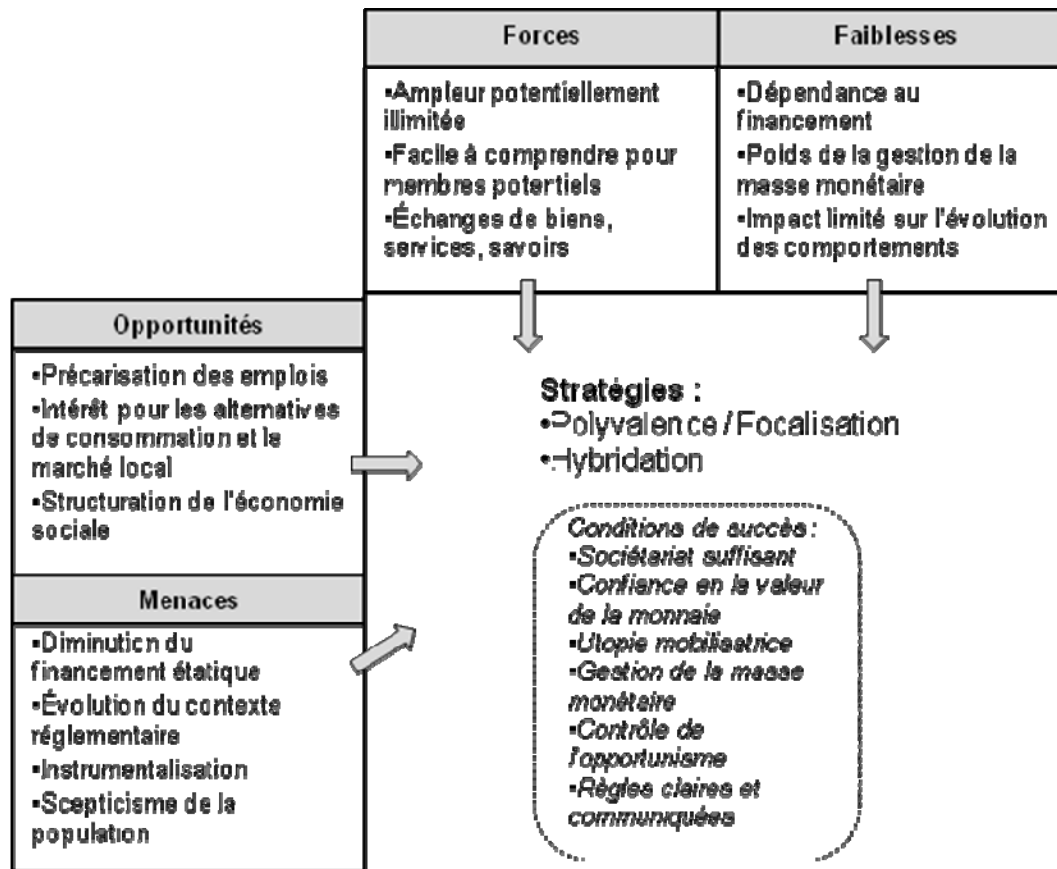 Forces
▪Ampleur potentiellement
illimitée
▪Facile à comprendre pour
membres potentiels
▪Échanges de biens,
services, savoirs
Faiblesses
▪Dépendance au
financement
▪Poids de la gestion de la
masse monétaire
▪Impact limité sur l'évolution
des comportements
Opportunités
▪Précarisation des emplois
▪Intérêt pour les alternatives
de consommation et le
marché local
▪Structuration de l'économie
sociale
Menaces
▪Diminution du
financement étatique
▪Évolution du contexte
réglementaire
▪Instrumentalisation
▪Scepticisme de la
population
Stratégies :
•Polyvalence / Focalisation
•Hybridation
Conditions de succès :
▪Sociétariat suffisant
▪Confiance en la valeur
de la monnaie
▪Utopie mobilisatrice
▪Gestion de la masse
monétaire
▪Contrôle de
l'opportunisme
▪Règles claires et
communiquées